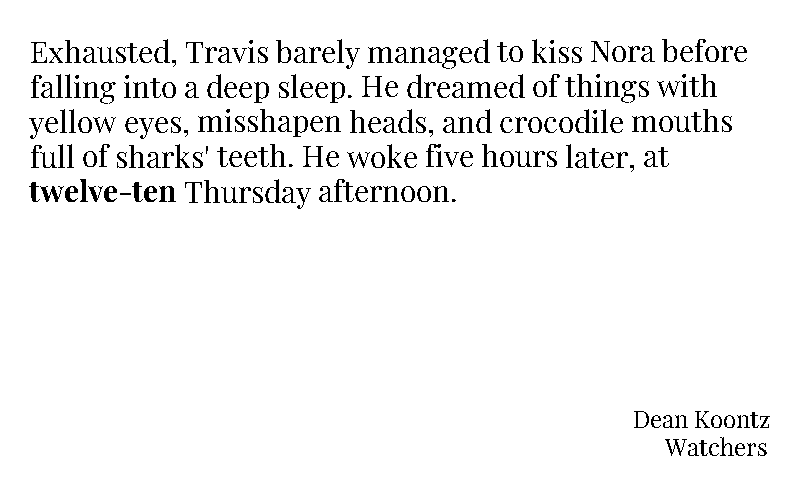 Exhausted, Travis barely managed to kiss Nora before
falling into a deep sleep. He dreamed of things with
yellow eyes, misshapen heads, and crocodile mouths
full of sharks' teeth. He woke five hours later, at
twelve-ten Thursday afternoon.
Dean Koontz
Watchers